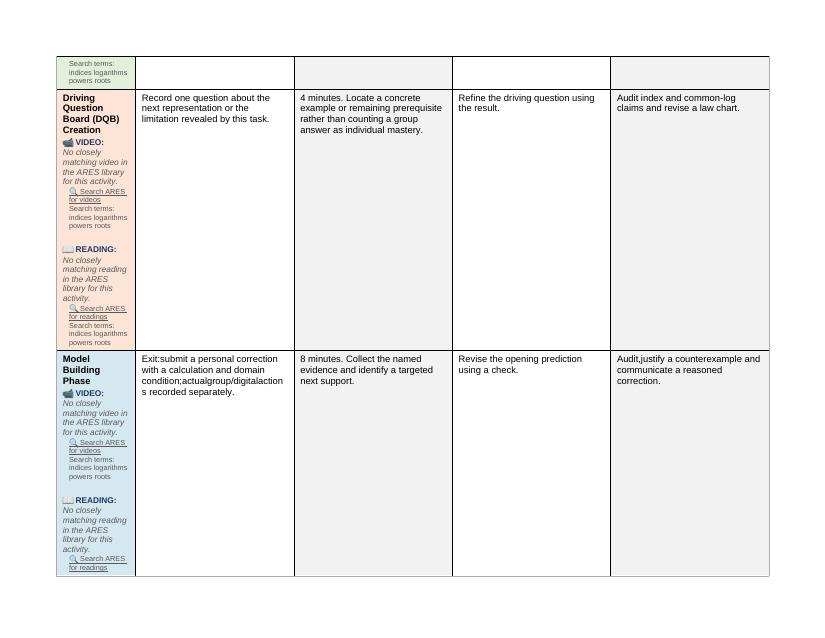 Search terms:
indices logarithms
powers roots
Driving
Question
Board (DQB)
Creation
📹 VIDEO:
No closely
matching video in
the ARES library
for this activity.
🔍 Search ARES
for videos
Search terms:
indices logarithms
powers roots
📖 READING:
No closely
matching reading
in the ARES
library for this
activity.
🔍 Search ARES
for readings
Search terms:
indices logarithms
powers roots
Record one question about the
next representation or the
limitation revealed by this task.
4 minutes. Locate a concrete
example or remaining prerequisite
rather than counting a group
answer as individual mastery.
Refine the driving question using
the result.
Audit index and common-log
claims and revise a law chart.
Model
Building
Phase
📹 VIDEO:
No closely
matching video in
the ARES library
for this activity.
🔍 Search ARES
for videos
Search terms:
indices logarithms
powers roots
📖 READING:
No closely
matching reading
in the ARES
library for this
activity.
🔍 Search ARES
for readings
Exit:submit a personal correction
with a calculation and domain
condition;actualgroup/digitalaction
s recorded separately.
8 minutes. Collect the named
evidence and identify a targeted
next support.
Revise the opening prediction
using a check.
Audit,justify a counterexample and
communicate a reasoned
correction.